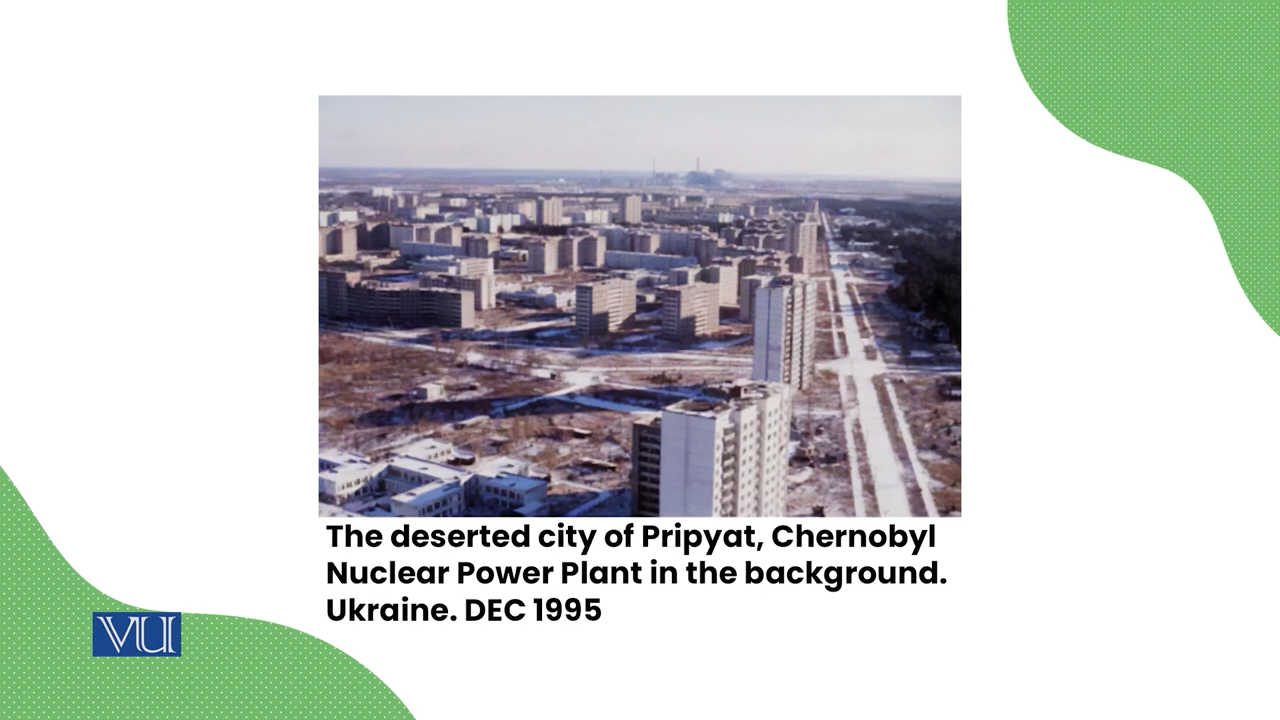 The deserted city of Pripyat, Chernobyl
Nuclear Power Plant in the background.
Ukraine. DEC 1995
VU